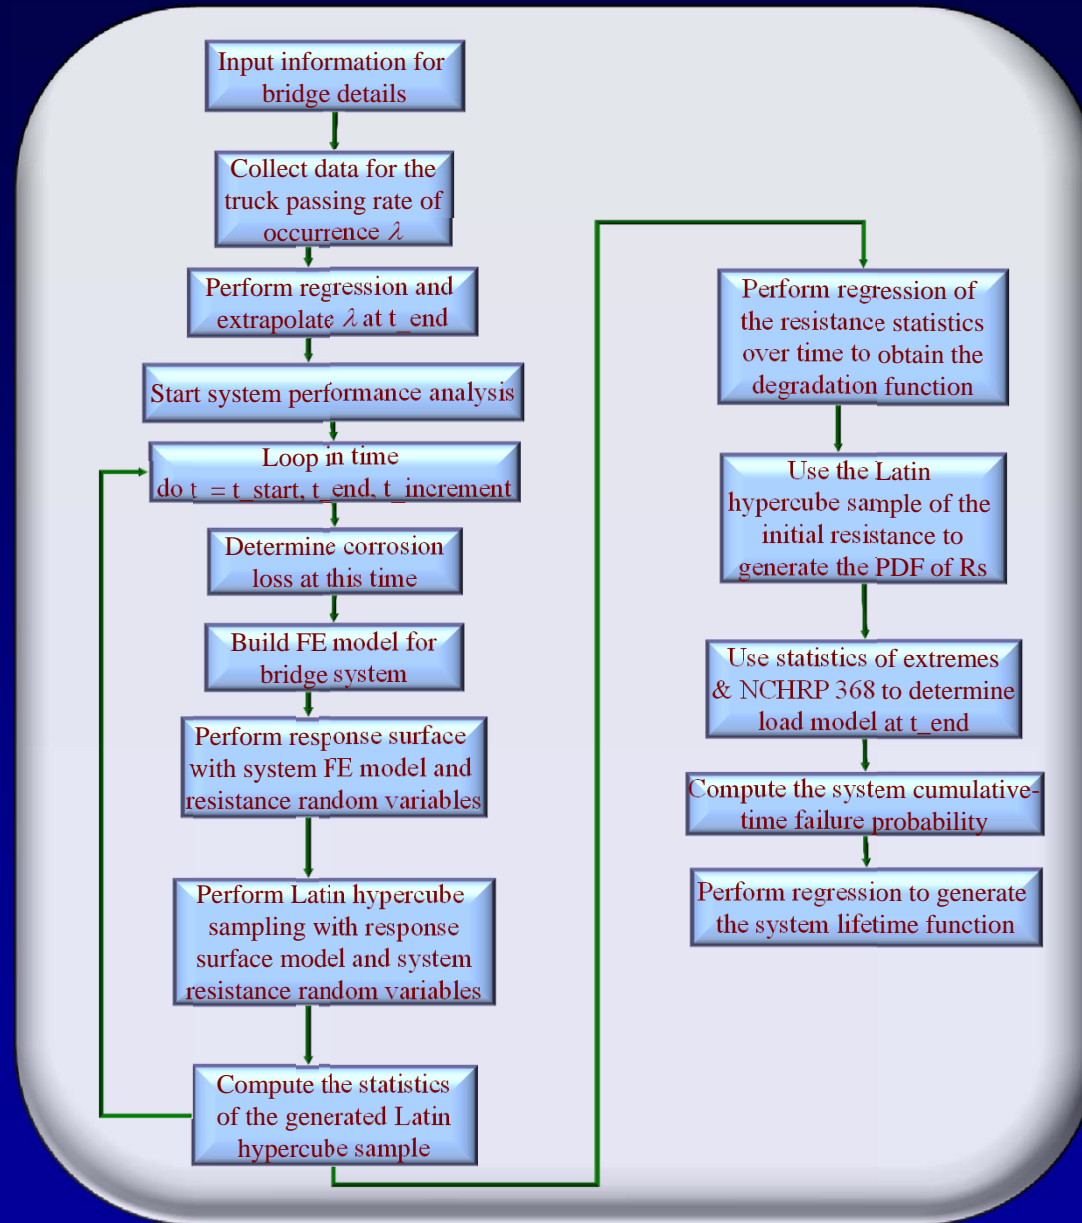 Input information for
bridge details
Collect data for the
truck passing rate of
occurrence λ
Perform regression and
extrapolate λ at t_end
Start system performance analysis
Loop in time
do t = t_start, t_end, t_increment
Determine corrosion
loss at this time
Build FE model for
bridge system
Perform response surface
with system FE model and
resistance random variables
Perform Latin hypercube
sampling with response
surface model and system
resistance random variables
Compute the statistics
of the generated Latin
hypercube sample
Perform regression of
the resistance statistics
over time to obtain the
degradation function
Use the Latin
hypercube sample of the
initial resistance to
generate the PDF of Rs
Use statistics of extremes
& NCHRP 368 to determine
load model at t_end
Compute the system cumulative-
time failure probability
Perform regression to generate
the system lifetime function